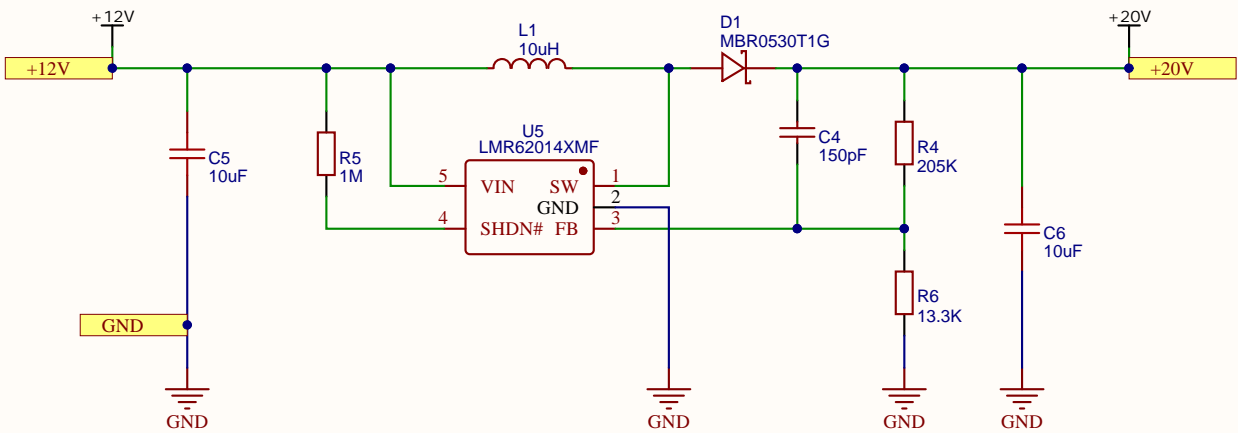 +12V
+20V
+12V
L1
10uH
D1
MBR0530T1G
+20V
C5
10uF
R5
1M
U5
LMR62014XMF
5
VIN
SW
1
GND
2
4
SHDN#
FB
3
C4
150pF
R4
205K
C6
10uF
R6
13.3K
GND
GND
GND
GND
GND